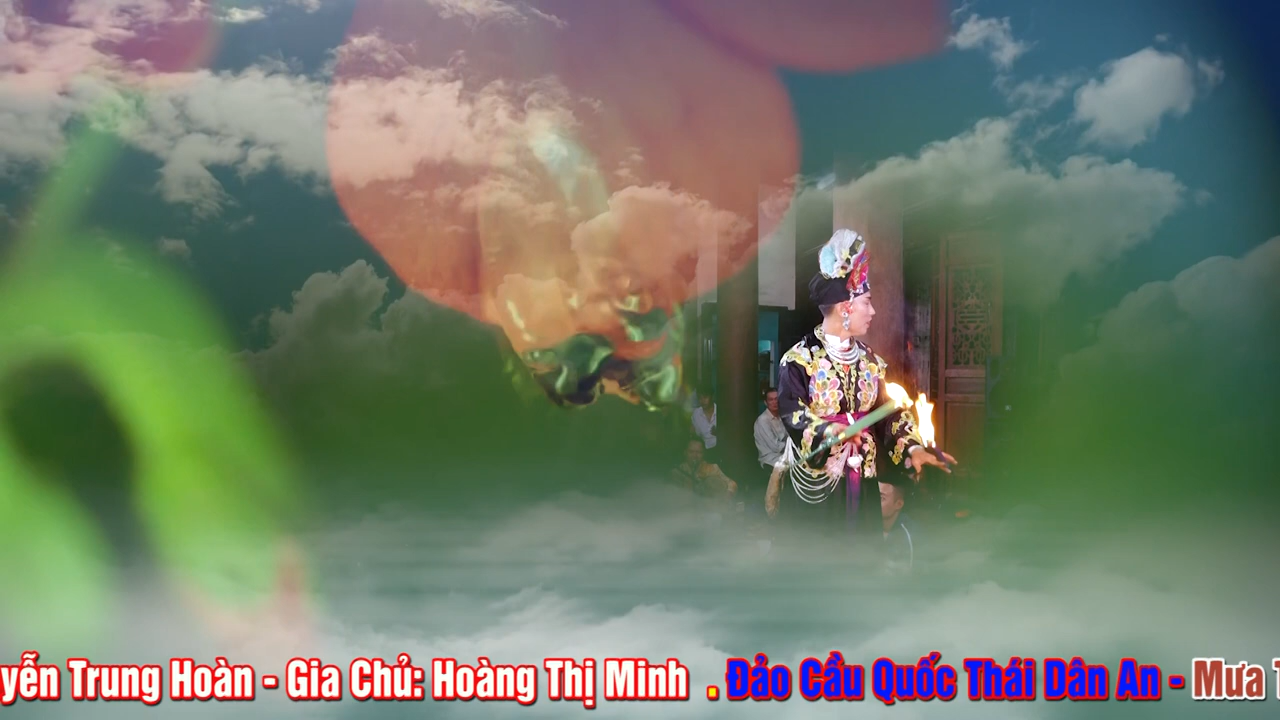 yễn Trung Hoàn - Gia Chủ: Hoàng Thị Minh . Đảo Cầu Quốc Thái Dân An - Mưa T